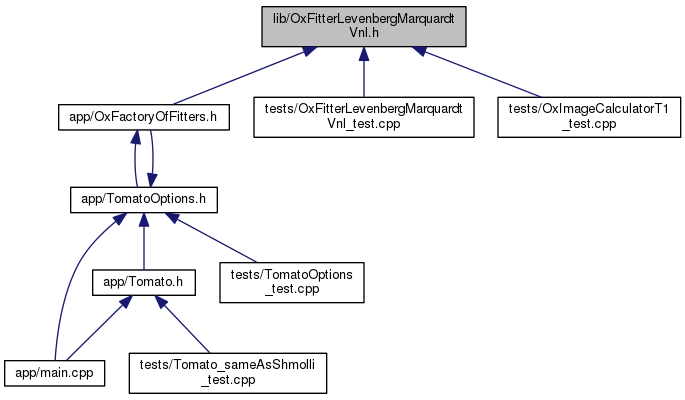 lib/OxFitterLevenbergMarquardt
Vnl.h
app/OxFactoryOfFitters.h
tests/OxFitterLevenbergMarquardt
Vnl_test.cpp
tests/OxImageCalculatorT1
_test.cpp
app/TomatoOptions.h
app/Tomato.h
tests/TomatoOptions
_test.cpp
app/main.cpp
tests/Tomato_sameAsShmolli
_test.cpp